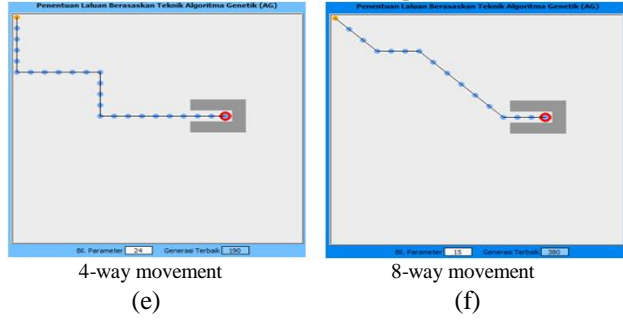 Penentuan Laluan Berasaskan Teknik Algoritma Genetik (AG)
Bil. Parameter 24 Generasi Terbaik 190
4-way movement
(e)
Penentuan Laluan Berasaskan Teknik Algoritma Genetik (AG)
Bil. Parameter 15 Generasi Terbaik 380
8-way movement
(f)